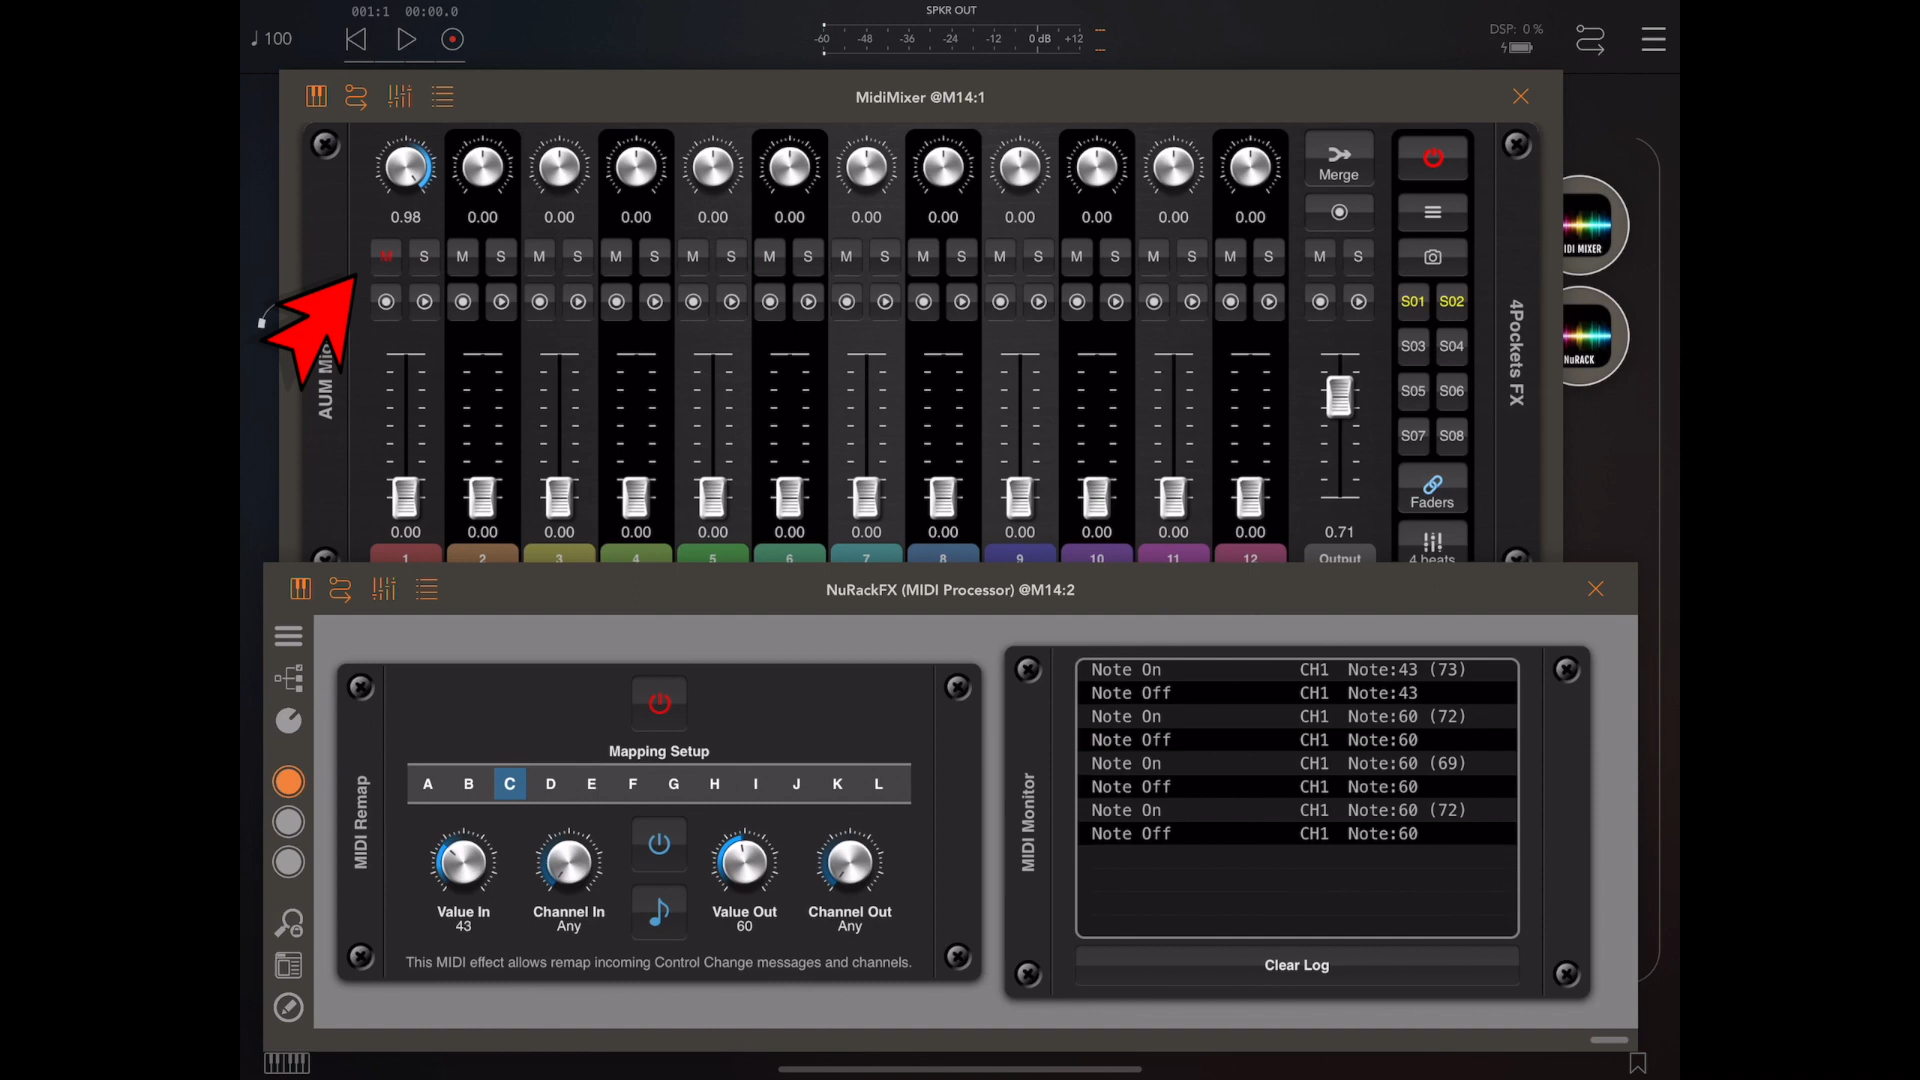 001:1 00:00.0
♩ 100
SPKR OUT
-60 -48 -36 -24 -12 0 dB +12
DSP: 0 %
MidiMixer @M14:1
0.98 0.00 0.00 0.00 0.00 0.00 0.00 0.00 0.00 0.00 0.00 0.00
Merge
M S M S M S M S M S M S M S M S M S M S M S M S M S
S01 S02
S03 S04
S05 S06
S07 S08
Faders
4 beats
0.00 0.00 0.00 0.00 0.00 0.00 0.00 0.00 0.00 0.00 0.00 0.00 0.71
1 2 3 4 5 6 7 8 9 10 11 12 Output
4Pockets FX
AUM Mi
IDI MIXER
NuRACK
NuRackFX (MIDI Processor) @M14:2
MIDI Remap
Mapping Setup
A B C D E F G H I J K L
Value In Channel In Value Out Channel Out
43 Any 60 Any
This MIDI effect allows remap incoming Control Change messages and channels.
MIDI Monitor
Note On CH1 Note:43 (73)
Note Off CH1 Note:43
Note On CH1 Note:60 (72)
Note Off CH1 Note:60
Note On CH1 Note:60 (69)
Note Off CH1 Note:60
Note On CH1 Note:60 (72)
Note Off CH1 Note:60
Clear Log